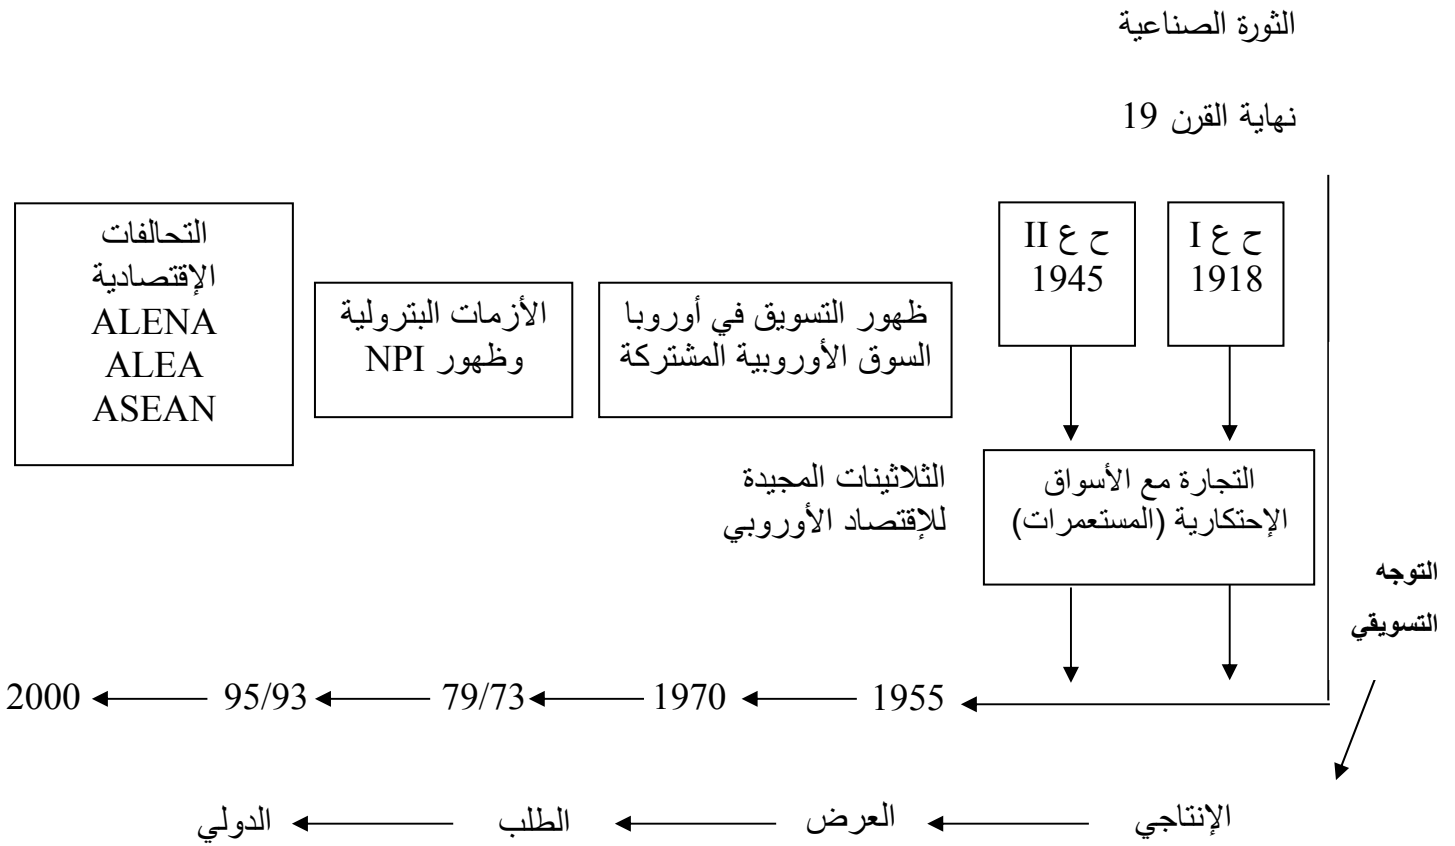 الثورة الصناعية
نهاية القرن 19
ح ع I
1918
ح ع II
1945
ظهور التسويق في أوروبا
السوق الأوروبية المشتركة
الأزمات البترولية
وظهور NPI
التحالفات
الإقتصادية
ALENA
ALEA
ASEAN
التجارة مع الأسواق
الإحتكارية (المستعمرات)
الثلاثينات المجيدة
للإقتصاد الأوروبي
التوجه
التسويقي
1955
1970
79/73
95/93
2000
الإنتاجي
العرض
الطلب
الدولي